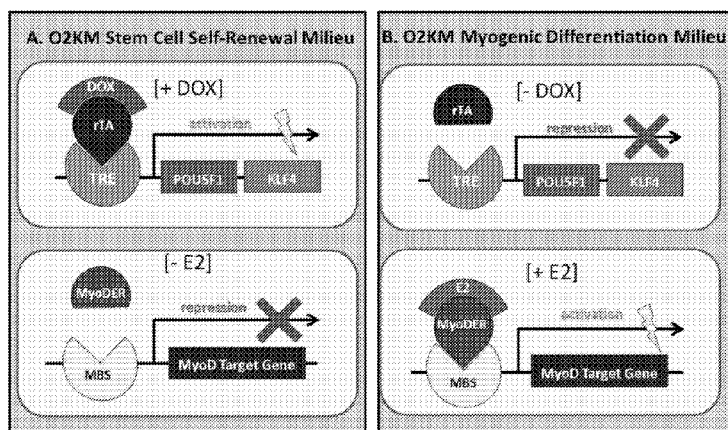 A. O2KM Stem Cell Self-Renewal Milieu
[+ DOX]
DOX
rTA
activation
TRE
POU5F1
KLF4
[- E2]
MyoDER
repression
MBS
MyoD Target Gene
B. O2KM Myogenic Differentiation Milieu
[- DOX]
rTA
repression
TRE
POU5F1
KLF4
[+ E2]
E2
MyoDER
activation
MBS
MyoD Target Gene